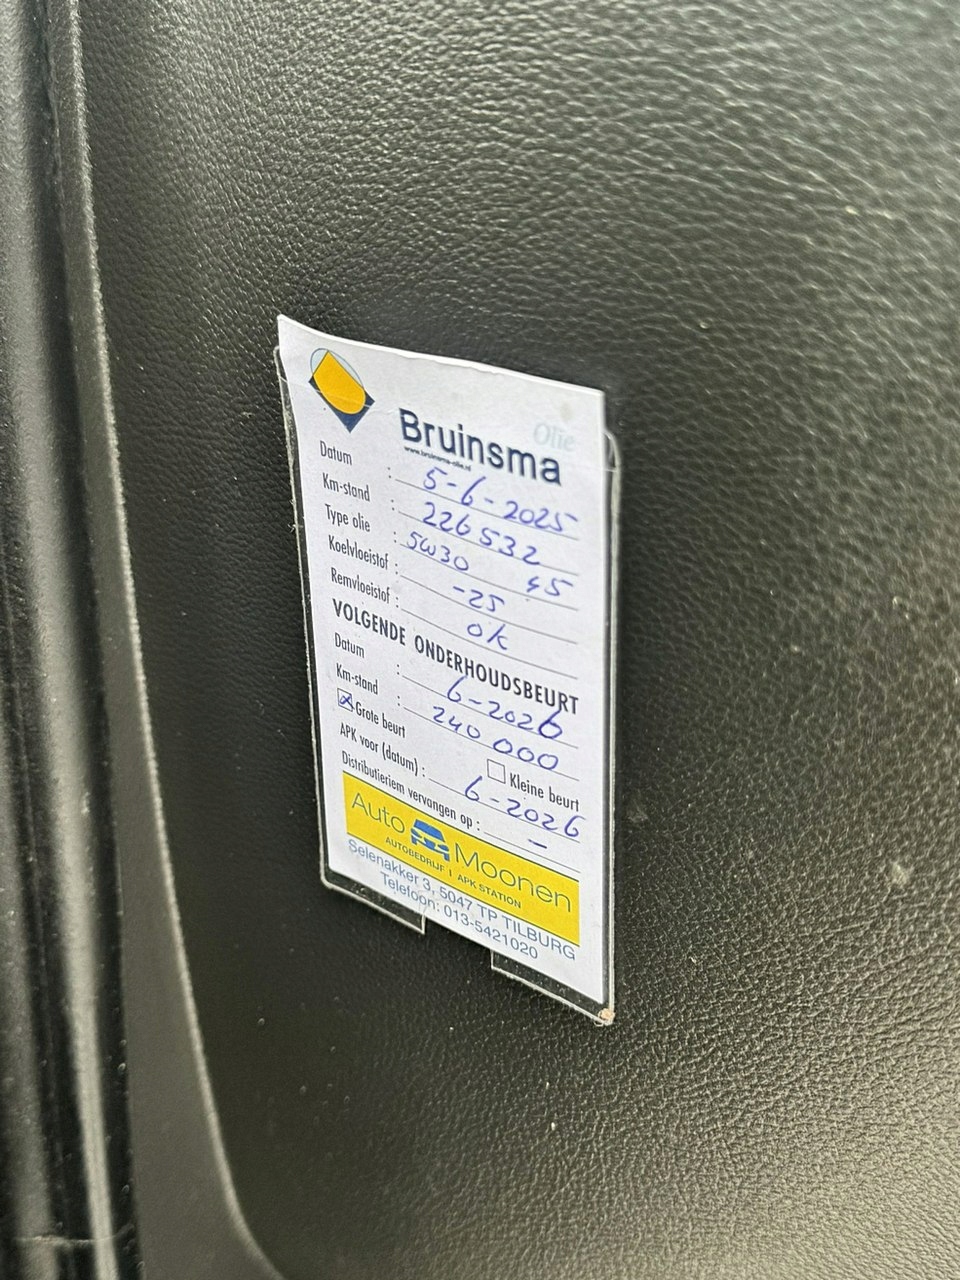 Olie
Bruinsma
www.bruinsma-olie.nl
Datum : 5-6-2025
Km-stand : 226532
Type olie : 5W30 45
Koelvloeistof : -25
Remvloeistof : ok
VOLGENDE ONDERHOUDSBEURT
Datum : 6-2026
Km-stand : 240 000
Grote beurt Kleine beurt
APK voor (datum) : 6-2026
Distributieriem vervangen op : -
Auto Moonen
AUTOBEDRIJF | APK STATION
Selenakker 3, 5047 TP TILBURG
Telefoon: 013-5421020